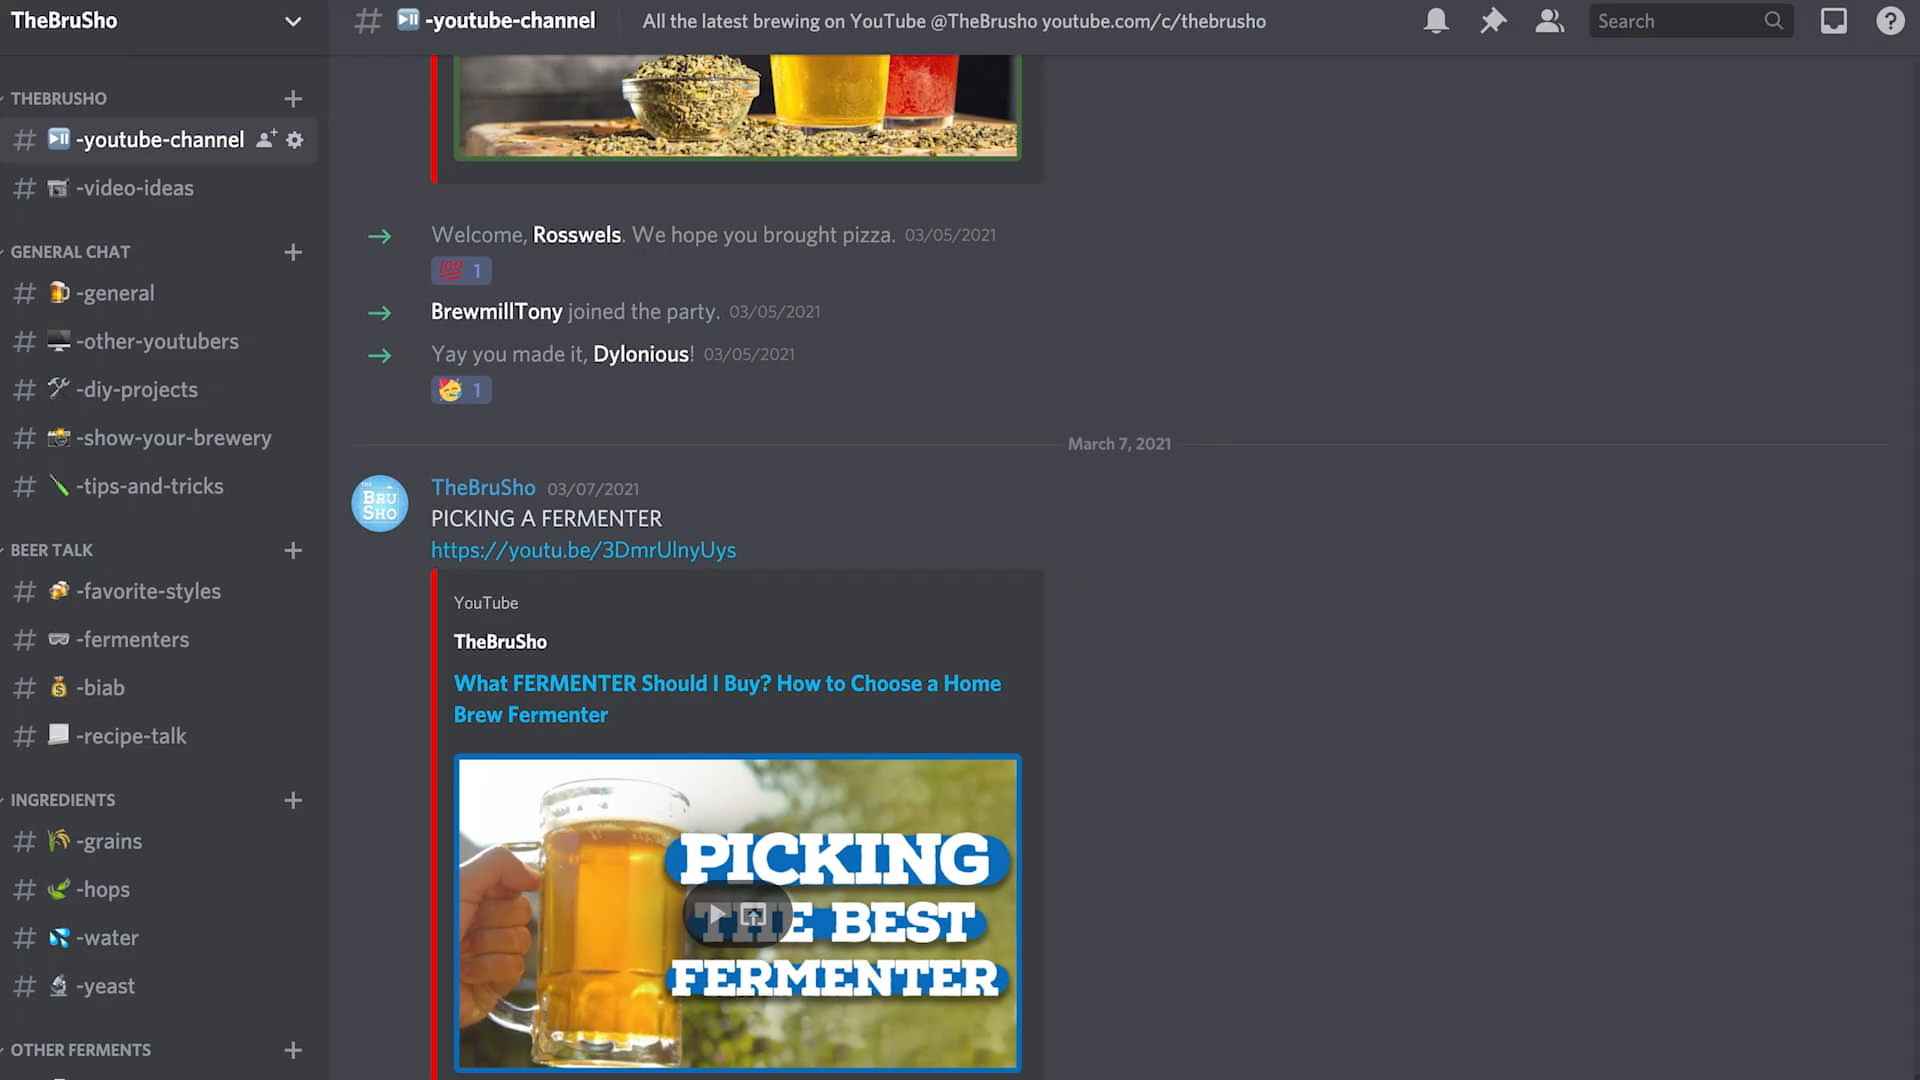 TheBruSho
-youtube-channel
All the latest brewing on YouTube @TheBrusho youtube.com/c/thebrusho
Search
THEBRUSHO
-youtube-channel
-video-ideas
GENERAL CHAT
-general
-other-youtubers
-diy-projects
-show-your-brewery
-tips-and-tricks
BEER TALK
-favorite-styles
-fermenters
-biab
-recipe-talk
INGREDIENTS
-grains
-hops
-water
-yeast
OTHER FERMENTS
Welcome, Rosswels. We hope you brought pizza. 03/05/2021
100 1
BrewmillTony joined the party. 03/05/2021
Yay you made it, Dylonious! 03/05/2021
1
March 7, 2021
THE
BRU
SHO
TheBruSho 03/07/2021
PICKING A FERMENTER
https://youtu.be/3DmrUlnyUys
YouTube
TheBruSho
What FERMENTER Should I Buy? How to Choose a Home
Brew Fermenter
PICKING
THE BEST
FERMENTER